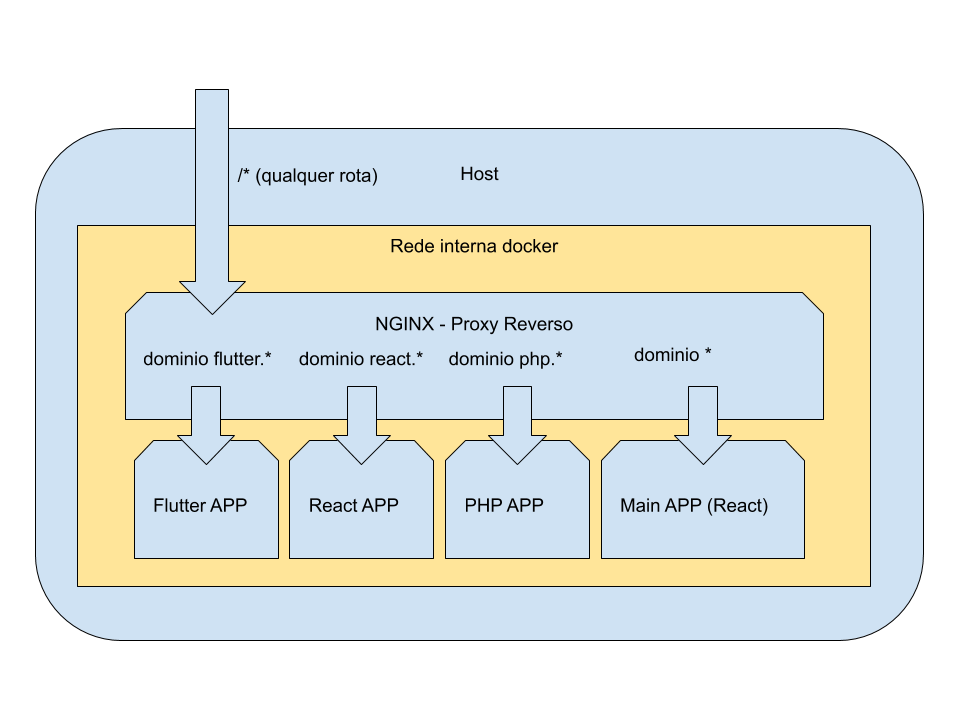 /* (qualquer rota)
Host
Rede interna docker
NGINX - Proxy Reverso
dominio flutter.*
dominio react.*
dominio php.*
dominio *
Flutter APP
React APP
PHP APP
Main APP (React)